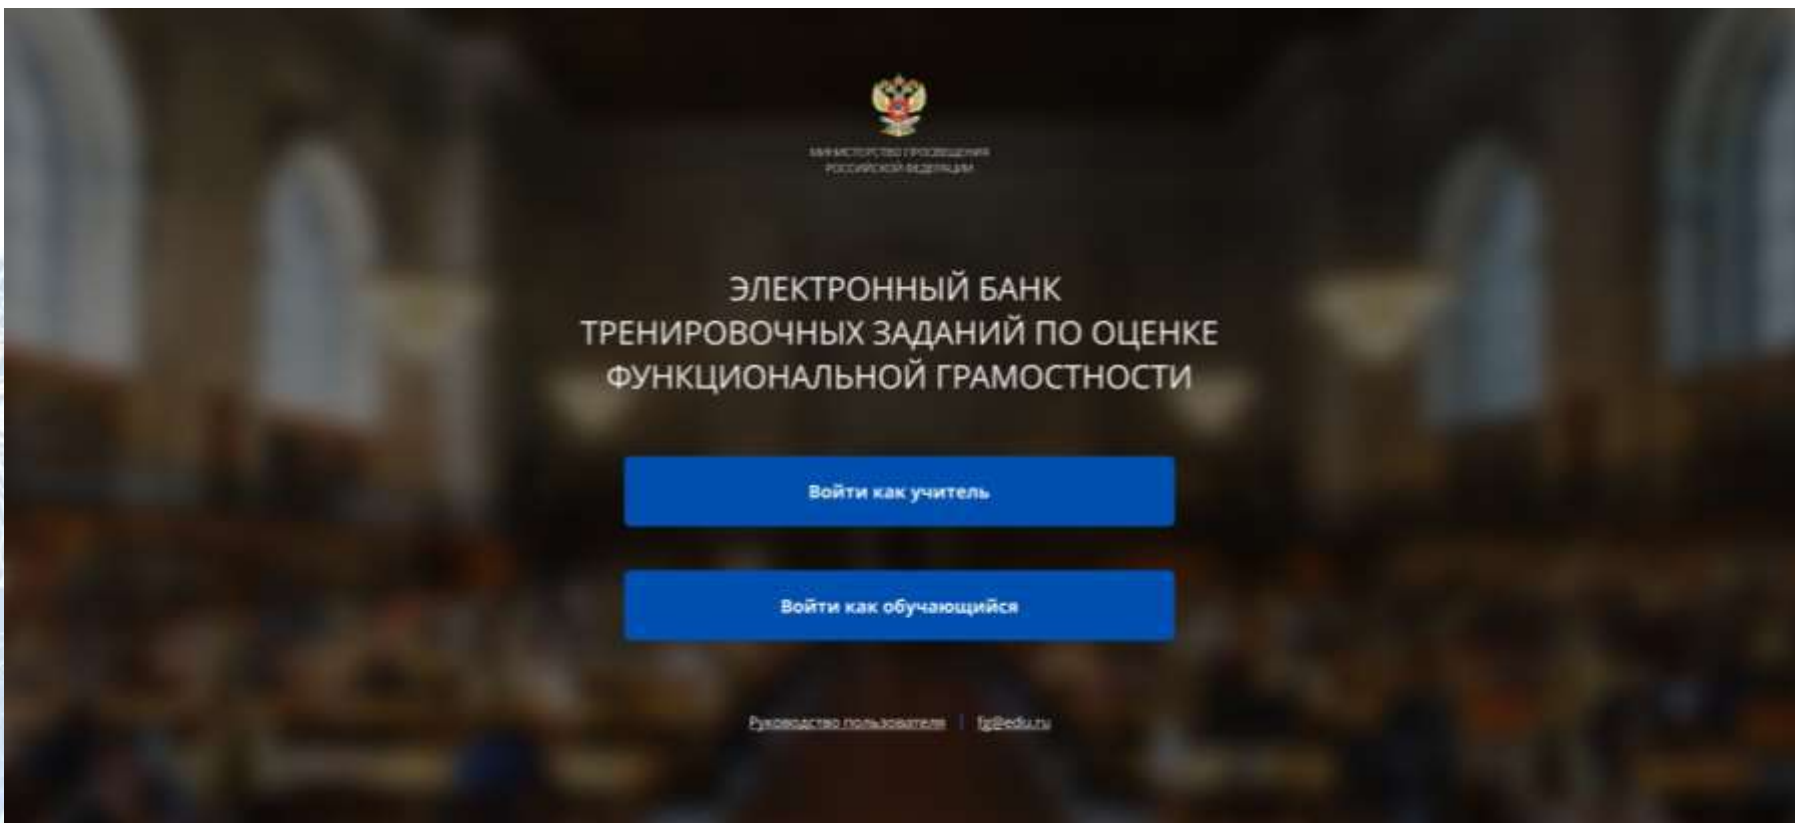 МИНИСТЕРСТВО ПРОСВЕЩЕНИЯ
РОССИЙСКОЙ ФЕДЕРАЦИИ
ЭЛЕКТРОННЫЙ БАНК
ТРЕНИРОВОЧНЫХ ЗАДАНИЙ ПО ОЦЕНКЕ
ФУНКЦИОНАЛЬНОЙ ГРАМОСТНОСТИ
Войти как учитель
Войти как обучающийся
Руководство пользователя | fg@edu.ru